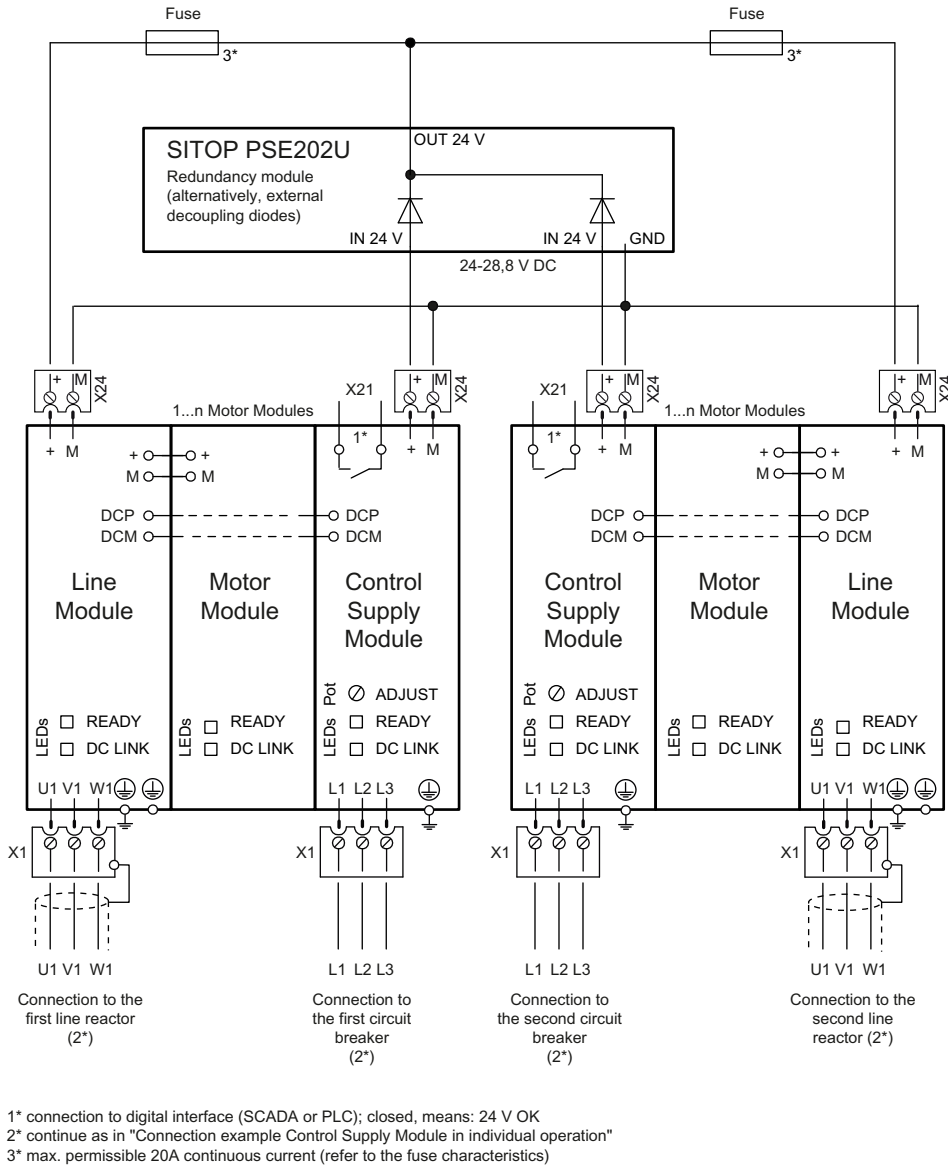 Fuse
Fuse
3*
3*
OUT 24 V
SITOP PSE202U
Redundancy module
(alternatively, external
decoupling diodes)
IN 24 V
IN 24 V
GND
24-28,8 V DC
+ M
X24
X21
+ M
X24
X21
+ M
X24
+ M
X24
1...n Motor Modules
1...n Motor Modules
+ M
1*
+ M
1*
+ M
+ M
+ +
M M
+ +
M M
DCP DCP
DCM DCM
DCP DCP
DCM DCM
Line
Module
Motor
Module
Control
Supply
Module
Control
Supply
Module
Motor
Module
Line
Module
LEDs
READY
DC LINK
LEDs
READY
DC LINK
Pot
ADJUST
LEDs
READY
DC LINK
Pot
ADJUST
LEDs
READY
DC LINK
LEDs
READY
DC LINK
LEDs
READY
DC LINK
U1 V1 W1
L1 L2 L3
L1 L2 L3
U1 V1 W1
X1
X1
X1
X1
U1 V1 W1
L1 L2 L3
L1 L2 L3
U1 V1 W1
Connection to the
first line reactor
(2*)
Connection to
the first circuit
breaker
(2*)
Connection to
the second circuit
breaker
(2*)
Connection to the
second line
reactor (2*)
1* connection to digital interface (SCADA or PLC); closed, means: 24 V OK
2* continue as in "Connection example Control Supply Module in individual operation"
3* max. permissible 20A continuous current (refer to the fuse characteristics)